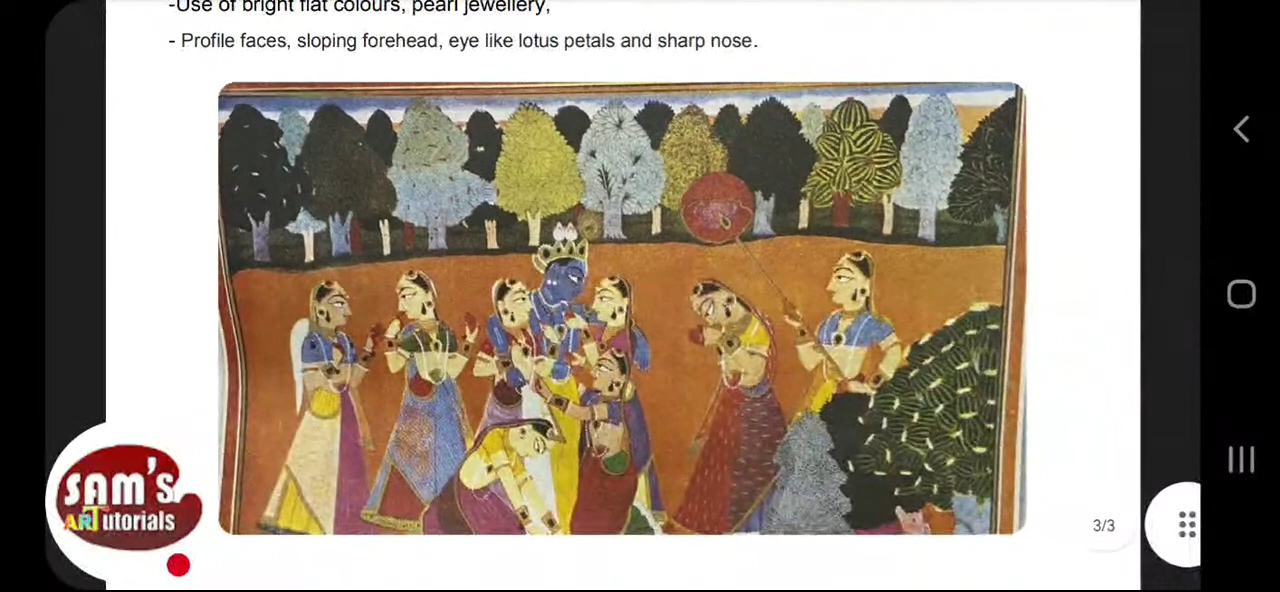 -Use of bright flat colours, pearl jewellery,
- Profile faces, sloping forehead, eye like lotus petals and sharp nose.
SAM's
ARTutorials
3/3